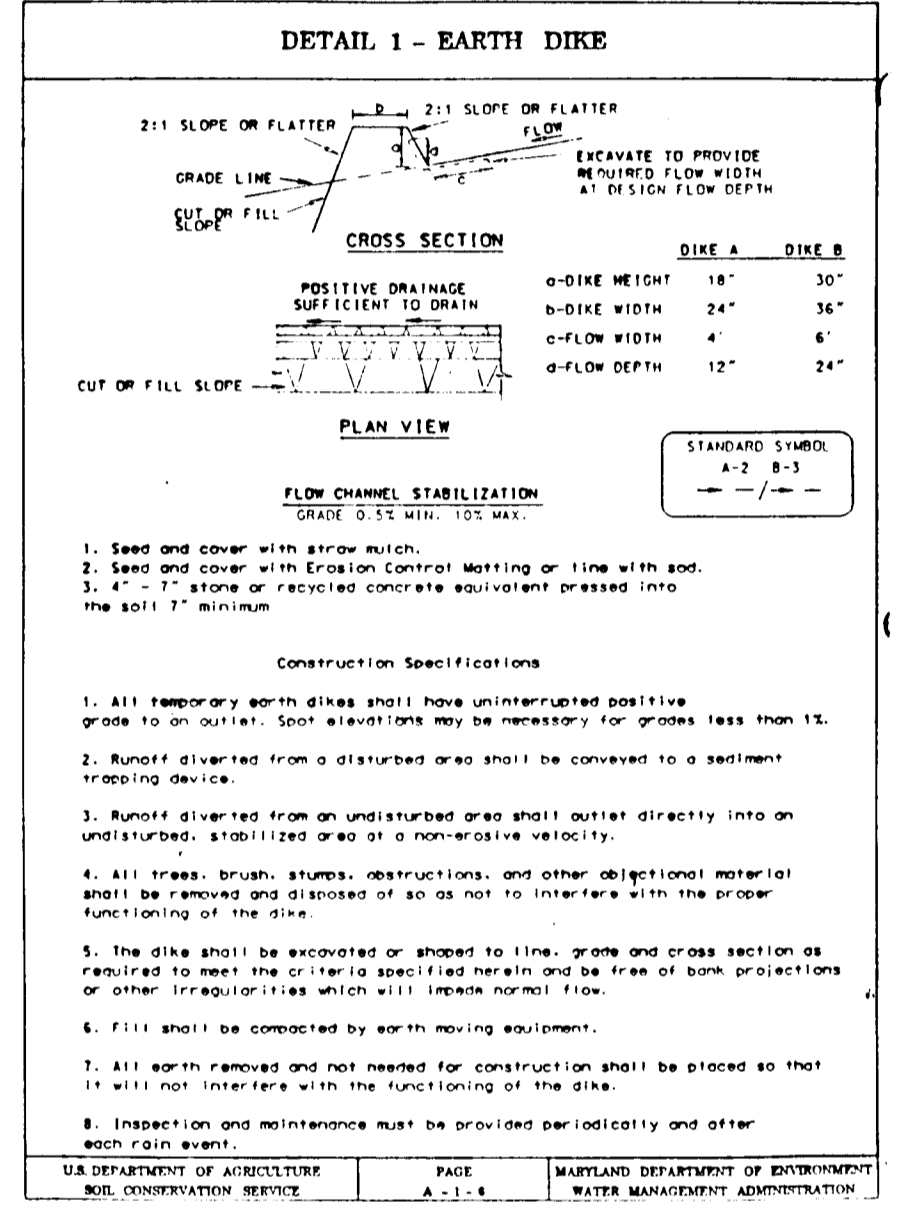 DETAIL 1 - EARTH DIKE
b
2:1 SLOPE OR FLATTER
2:1 SLOPE OR FLATTER
FLOW
a
d
EXCAVATE TO PROVIDE
REQUIRED FLOW WIDTH
AT DESIGN FLOW DEPTH
GRADE LINE
c
CUT OR FILL
SLOPE
CROSS SECTION
DIKE A DIKE B
a-DIKE HEIGHT 18" 30"
b-DIKE WIDTH 24" 36"
c-FLOW WIDTH 4' 6'
d-FLOW DEPTH 12" 24"
POSITIVE DRAINAGE
SUFFICIENT TO DRAIN
CUT OR FILL SLOPE
PLAN VIEW
STANDARD SYMBOL
A-2 B-3
FLOW CHANNEL STABILIZATION
GRADE 0.5% MIN. 10% MAX.
1. Seed and cover with straw mulch.
2. Seed and cover with Erosion Control Matting or line with sod.
3. 4" - 7" stone or recycled concrete equivalent pressed into
the soil 7" minimum
Construction Specifications
1. All temporary earth dikes shall have uninterrupted positive
grade to an outlet. Spot elevations may be necessary for grades less than 1%.
2. Runoff diverted from a disturbed area shall be conveyed to a sediment
trapping device.
3. Runoff diverted from an undisturbed area shall outlet directly into an
undisturbed, stabilized area at a non-erosive velocity.
4. All trees, brush, stumps, obstructions, and other objectional material
shall be removed and disposed of so as not to interfere with the proper
functioning of the dike.
5. The dike shall be excavated or shaped to line, grade and cross section as
required to meet the criteria specified herein and be free of bank projections
or other irregularities which will impede normal flow.
6. Fill shall be compacted by earth moving equipment.
7. All earth removed and not needed for construction shall be placed so that
it will not interfere with the functioning of the dike.
8. Inspection and maintenance must be provided periodically and after
each rain event.
U.S. DEPARTMENT OF AGRICULTURE
SOIL CONSERVATION SERVICE
PAGE
A - 1 - 6
MARYLAND DEPARTMENT OF ENVIRONMENT
WATER MANAGEMENT ADMINISTRATION